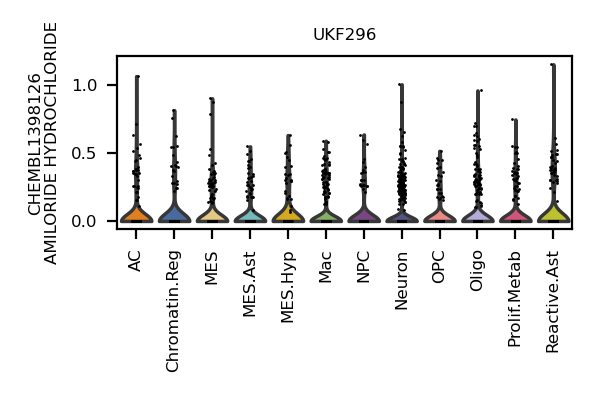 UKF296
CHEMBL1398126
AMILORIDE HYDROCHLORIDE
1.0
0.5
0.0
AC
Chromatin.Reg
MES
MES.Ast
MES.Hyp
Mac
NPC
Neuron
OPC
Oligo
Prolif.Metab
Reactive.Ast